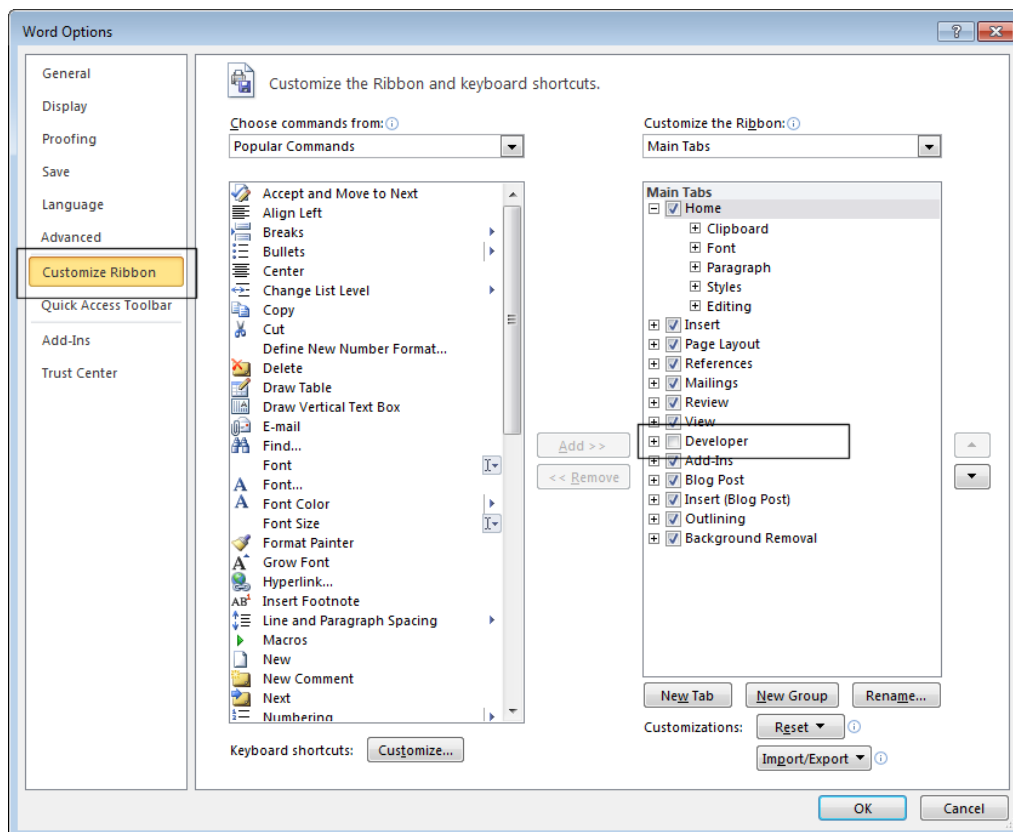 Word Options
General
Display
Proofing
Save
Language
Advanced
Customize Ribbon
Quick Access Toolbar
Add-Ins
Trust Center
Customize the Ribbon and keyboard shortcuts.
Choose commands from:
Popular Commands
Accept and Move to Next
Align Left
Breaks
Bullets
Center
Change List Level
Copy
Cut
Define New Number Format...
Delete
Draw Table
Draw Vertical Text Box
E-mail
Find...
Font
Font...
Font Color
Font Size
Format Painter
Grow Font
Hyperlink...
Insert Footnote
Line and Paragraph Spacing
Macros
New
New Comment
Next
Numbering
Keyboard shortcuts: Customize...
Add >>
<< Remove
Customize the Ribbon:
Main Tabs
Main Tabs
Home
Clipboard
Font
Paragraph
Styles
Editing
Insert
Page Layout
References
Mailings
Review
View
Developer
Add-Ins
Blog Post
Insert (Blog Post)
Outlining
Background Removal
New Tab New Group Rename...
Customizations: Reset
Import/Export
OK Cancel